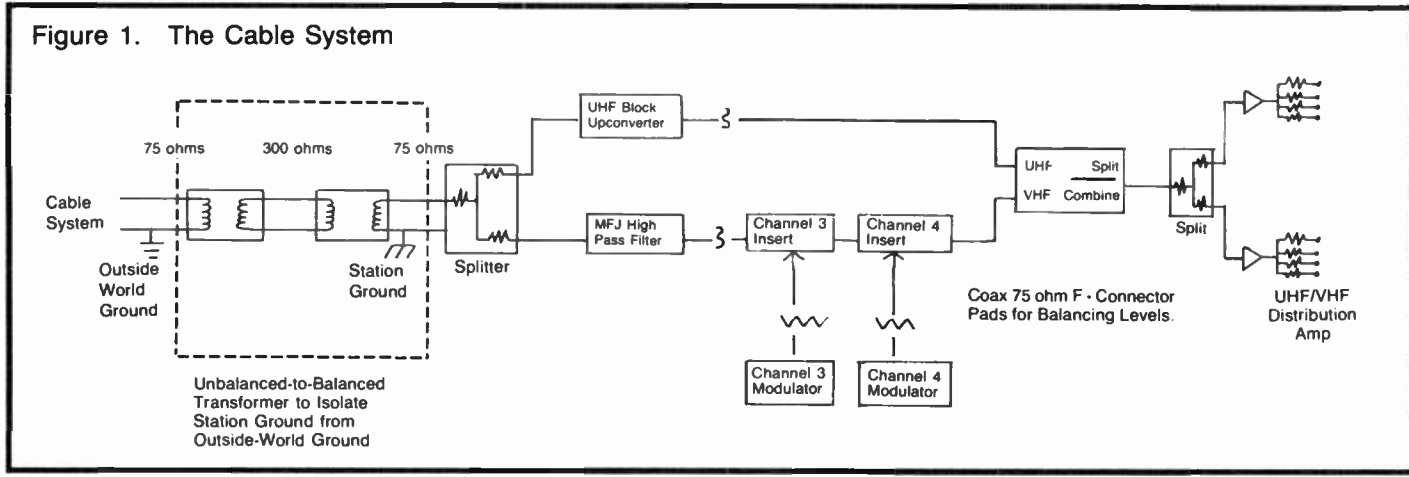 Figure 1. The Cable System
75 ohms
300 ohms
75 ohms
Cable
System
Outside
World
Ground
Station
Ground
Splitter
Unbalanced-to-Balanced
Transformer to Isolate
Station Ground from
Outside-World Ground
UHF Block
Upconverter
MFJ High
Pass Filter
Channel 3
Insert
Channel 4
Insert
Channel 3
Modulator
Channel 4
Modulator
UHF Split
VHF Combine
Split
Coax 75 ohm F - Connector
Pads for Balancing Levels.
UHF/VHF
Distribution
Amp